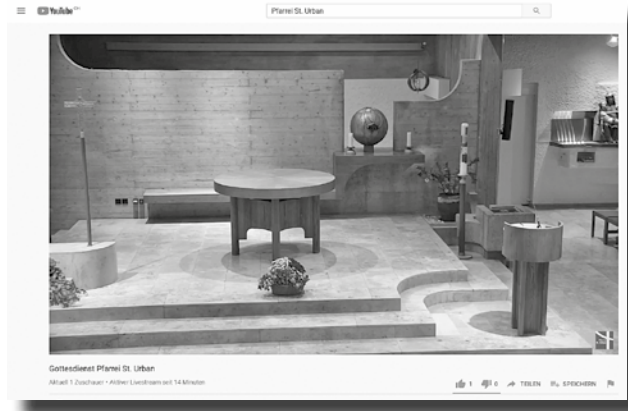 YouTube CH
Pfarrei St. Urban
Gottesdienst Pfarrei St. Urban
Aktuell 1 Zuschauer • Aktiver Livestream seit 14 Minuten
1 0 TEILEN SPEICHERN